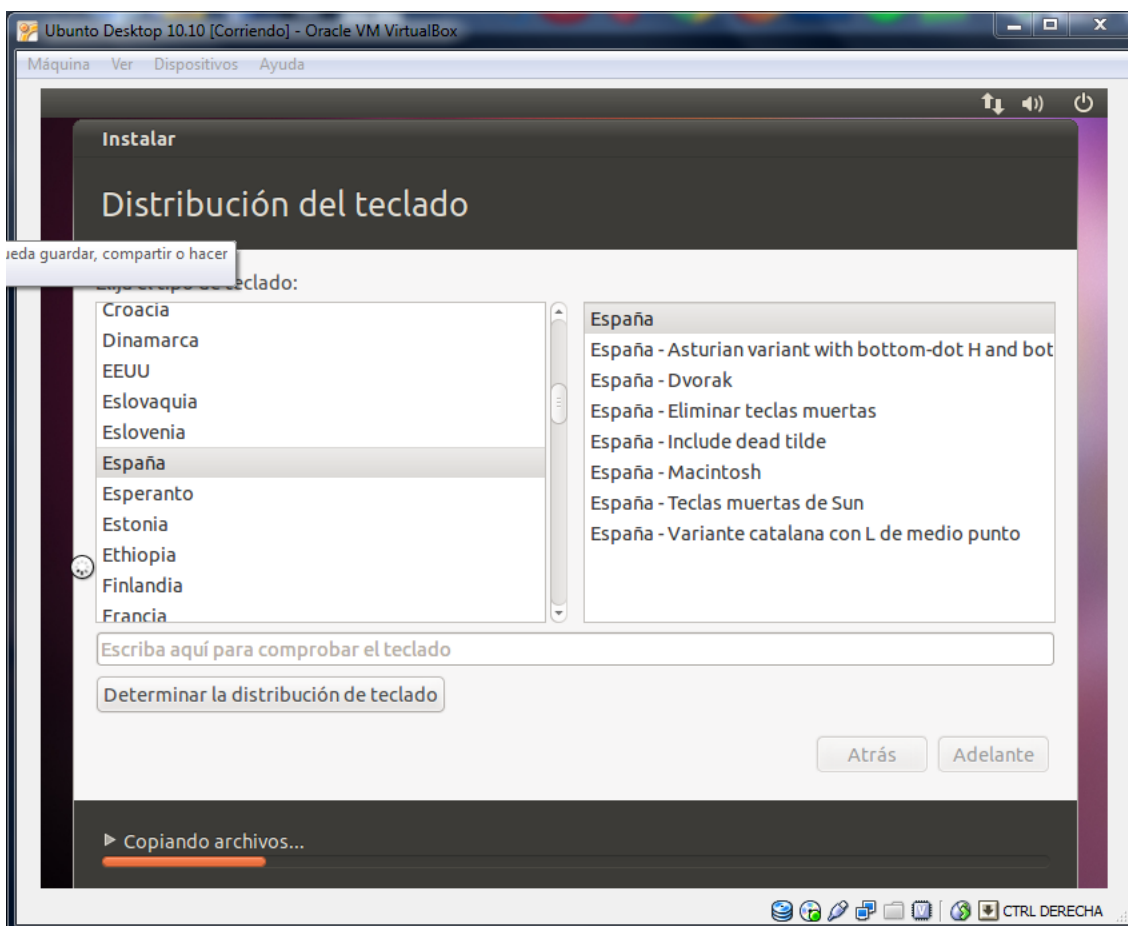 Ubunto Desktop 10.10 [Corriendo] - Oracle VM VirtualBox
Máquina Ver Dispositivos Ayuda
Instalar
Distribución del teclado
guardar, compartir o hacer
tipo de teclado:
Croacia
Dinamarca
EEUU
Eslovaquia
Eslovenia
España
Esperanto
Estonia
Ethiopia
Finlandia
Francia
España
España - Asturian variant with bottom-dot H and bot
España - Dvorak
España - Eliminar teclas muertas
España - Include dead tilde
España - Macintosh
España - Teclas muertas de Sun
España - Variante catalana con L de medio punto
Escriba aquí para comprobar el teclado
Determinar la distribución de teclado
Atrás Adelante
Copiando archivos...
CTRL DERECHA